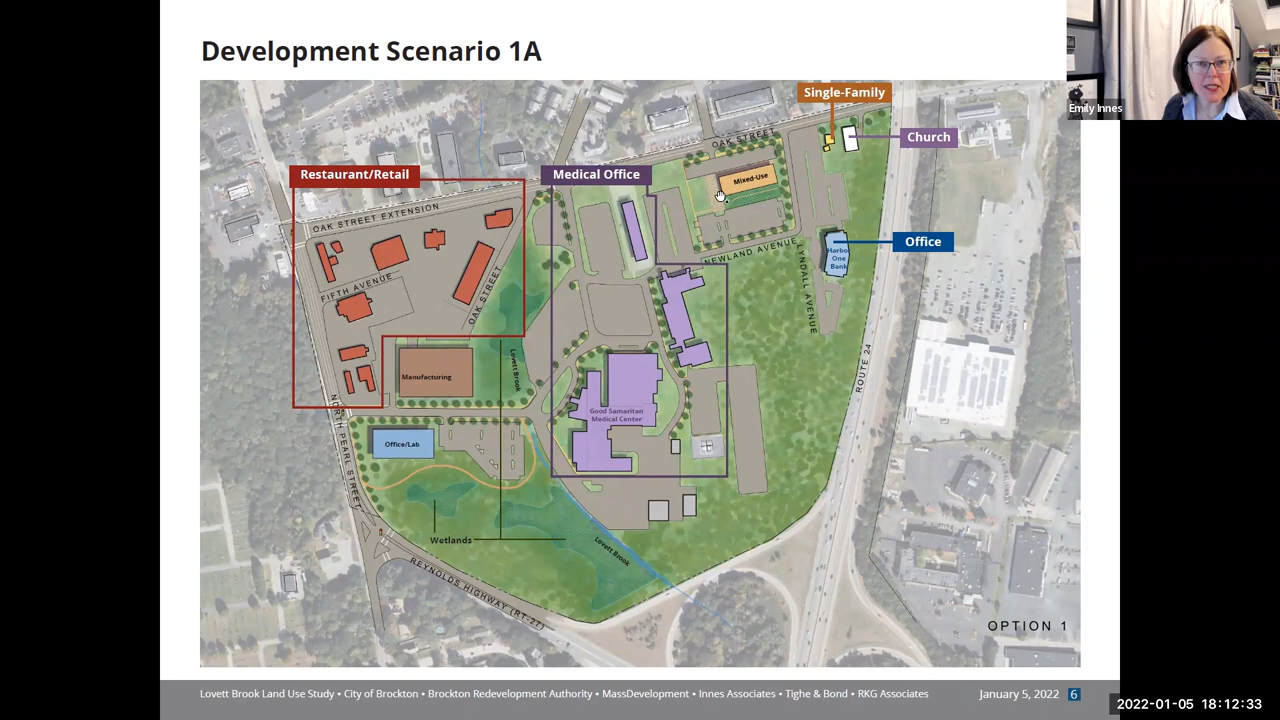 Development Scenario 1A
Emily Innes
Single-Family
Church
OAK STREET
Restaurant/Retail
Medical Office
Mixed-Use
OAK STREET EXTENSION
Office
NEWLAND AVENUE
Harbor
One
Bank
LYNDALL AVENUE
FIFTH AVENUE
OAK STREET
Lovett Brook
ROUTE 24
Manufacturing
NORTH PEARL STREET
Good Samaritan
Medical Center
Office/Lab
Wetlands
Lovett Brook
REYNOLDS HIGHWAY (RT-27)
OPTION 1
Lovett Brook Land Use Study • City of Brockton • Brockton Redevelopment Authority • MassDevelopment • Innes Associates • Tighe & Bond • RKG Associates
January 5, 2022 6
2022-01-05 18:12:33